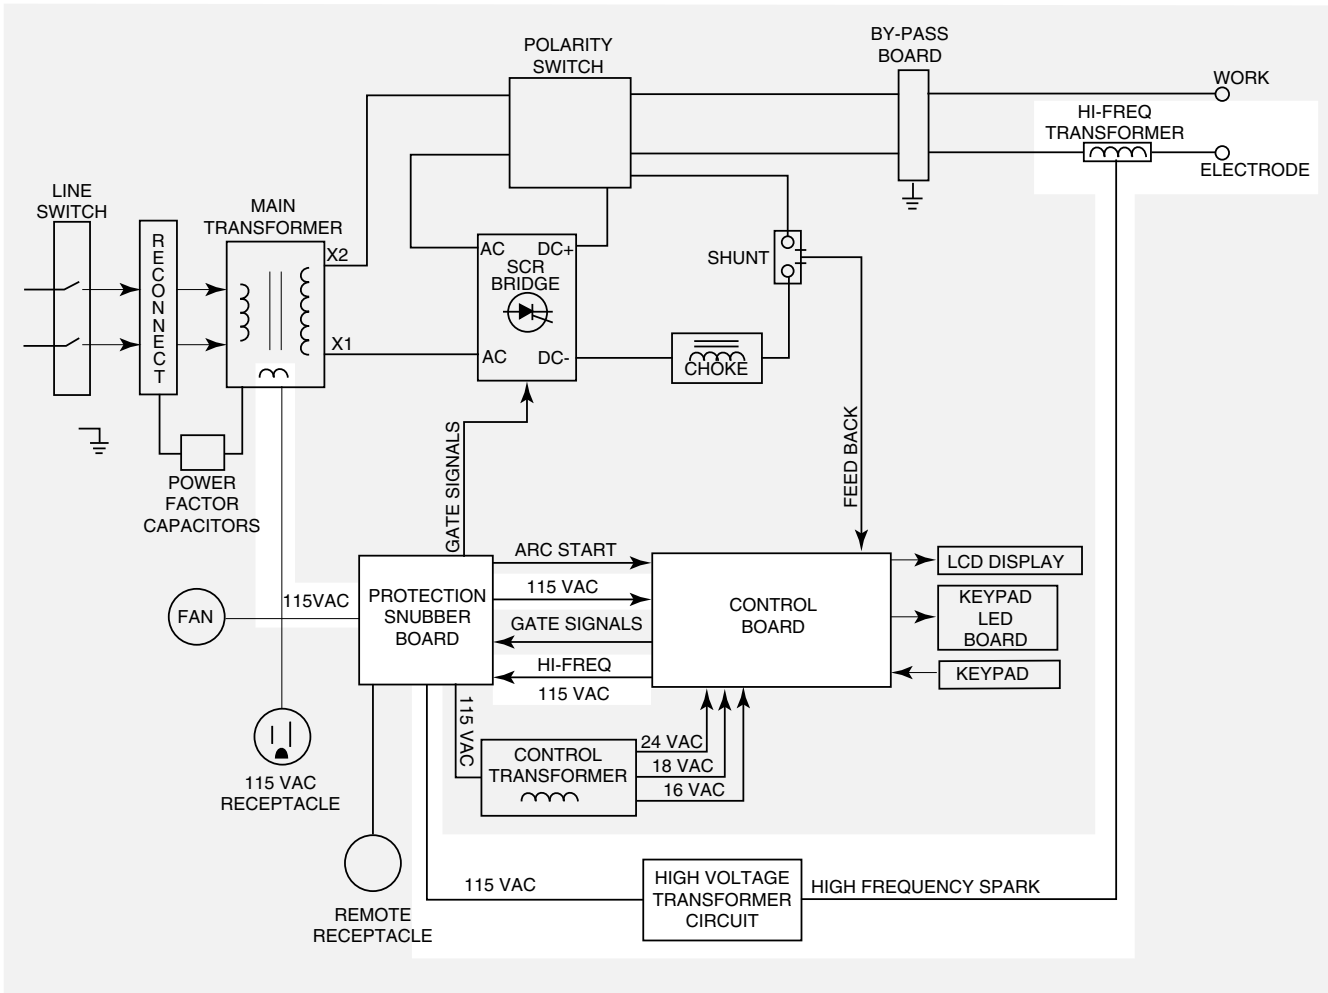 POLARITY
SWITCH
BY-PASS
BOARD
WORK
HI-FREQ
TRANSFORMER
ELECTRODE
LINE
SWITCH
RECONNECT
MAIN
TRANSFORMER
X2
X1
AC
DC+
SCR
BRIDGE
AC
DC-
SHUNT
CHOKE
POWER
FACTOR
CAPACITORS
GATE SIGNALS
FEED BACK
FAN
115VAC
PROTECTION
SNUBBER
BOARD
ARC START
115 VAC
GATE SIGNALS
HI-FREQ
115 VAC
CONTROL
BOARD
LCD DISPLAY
KEYPAD
LED
BOARD
KEYPAD
115 VAC
RECEPTACLE
115 VAC
CONTROL
TRANSFORMER
24 VAC
18 VAC
16 VAC
REMOTE
RECEPTACLE
115 VAC
HIGH VOLTAGE
TRANSFORMER
CIRCUIT
HIGH FREQUENCY SPARK